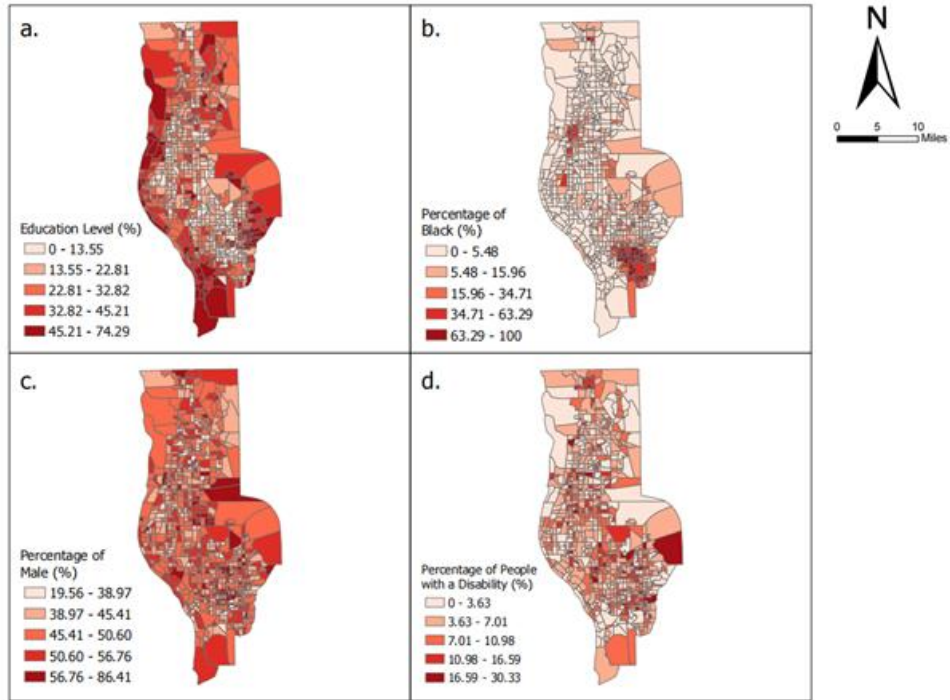 a.
Education Level (%)
0 - 13.55
13.55 - 22.81
22.81 - 32.82
32.82 - 45.21
45.21 - 74.29
b.
Percentage of
Black (%)
0 - 5.48
5.48 - 15.96
15.96 - 34.71
34.71 - 63.29
63.29 - 100
N
0 5 10
Miles
c.
Percentage of
Male (%)
19.56 - 38.97
38.97 - 45.41
45.41 - 50.60
50.60 - 56.76
56.76 - 86.41
d.
Percentage of People
with a Disability (%)
0 - 3.63
3.63 - 7.01
7.01 - 10.98
10.98 - 16.59
16.59 - 30.33